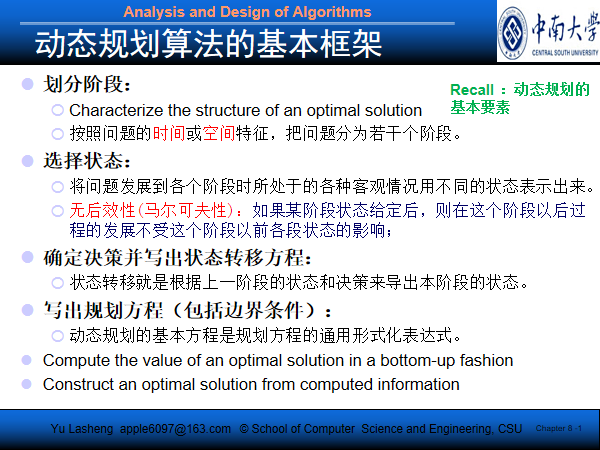 Analysis and Design of Algorithms
动态规划算法的基本框架
中南大学
CENTRAL SOUTH UNIVERSITY
划分阶段：
Recall ：动态规划的
基本要素
Characterize the structure of an optimal solution
按照问题的时间或空间特征，把问题分为若干个阶段。
选择状态：
将问题发展到各个阶段时所处于的各种客观情况用不同的状态表示出来。
无后效性(马尔可夫性)：如果某阶段状态给定后，则在这个阶段以后过
程的发展不受这个阶段以前各段状态的影响；
确定决策并写出状态转移方程：
状态转移就是根据上一阶段的状态和决策来导出本阶段的状态。
写出规划方程（包括边界条件）：
动态规划的基本方程是规划方程的通用形式化表达式。
Compute the value of an optimal solution in a bottom-up fashion
Construct an optimal solution from computed information
Yu Lasheng apple6097@163.com © School of Computer Science and Engineering, CSU
Chapter 8 -1